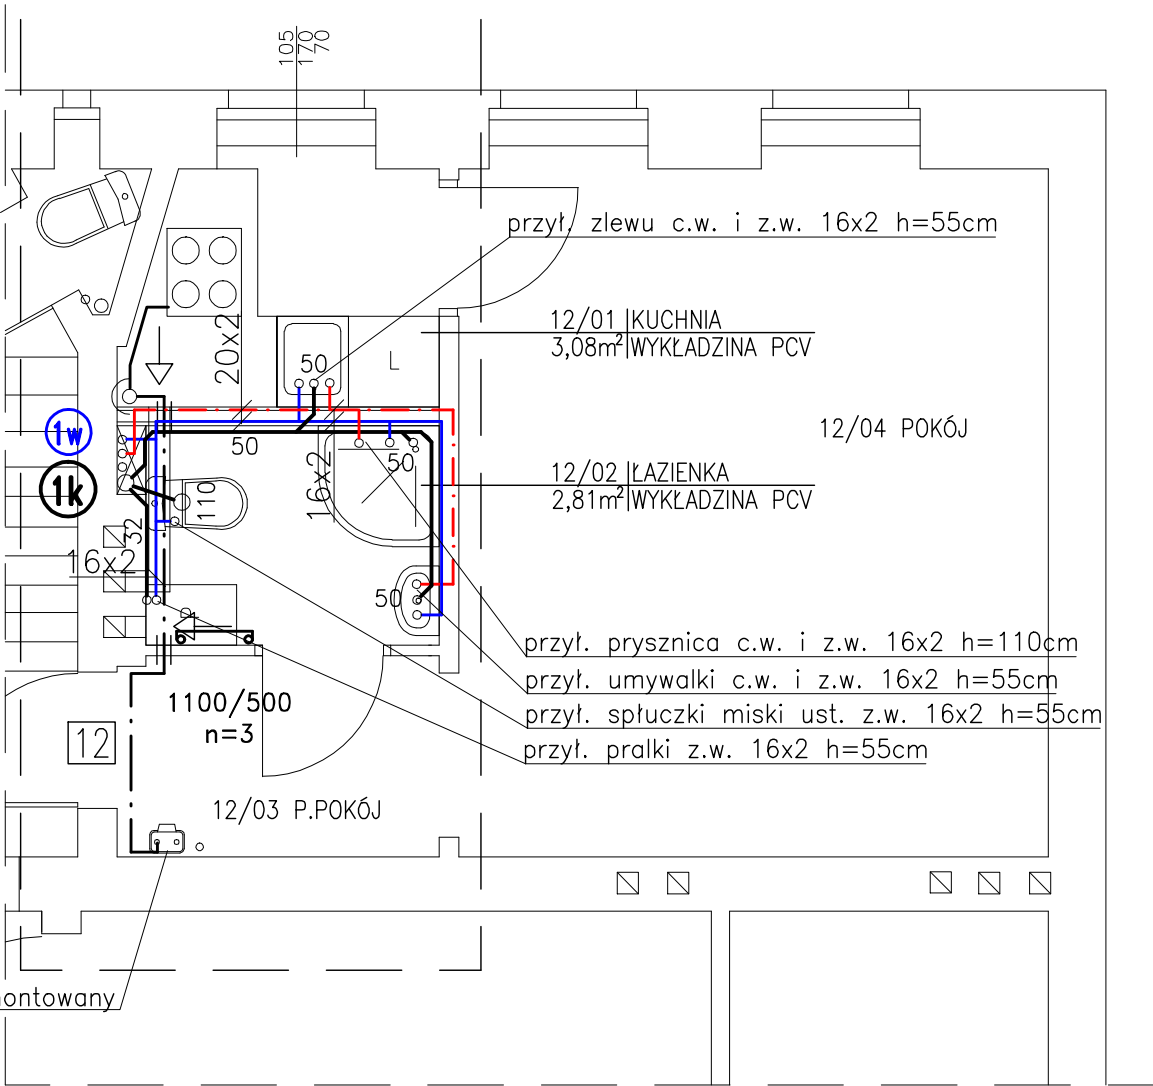 105
170
70
przył. zlewu c.w. i z.w. 16x2 h=55cm
12/01 KUCHNIA
3,08m² WYKŁADZINA PCV
20x2
50
L
12/04 POKÓJ
1w
50
50
16x2
12/02 ŁAZIENKA
2,81m² WYKŁADZINA PCV
1k
110
32
16x2
50
przył. prysznica c.w. i z.w. 16x2 h=110cm
przył. umywalki c.w. i z.w. 16x2 h=55cm
przył. spłuczki miski ust. z.w. 16x2 h=55cm
przył. pralki z.w. 16x2 h=55cm
1100/500
n=3
12
12/03 P.POKÓJ
montowany